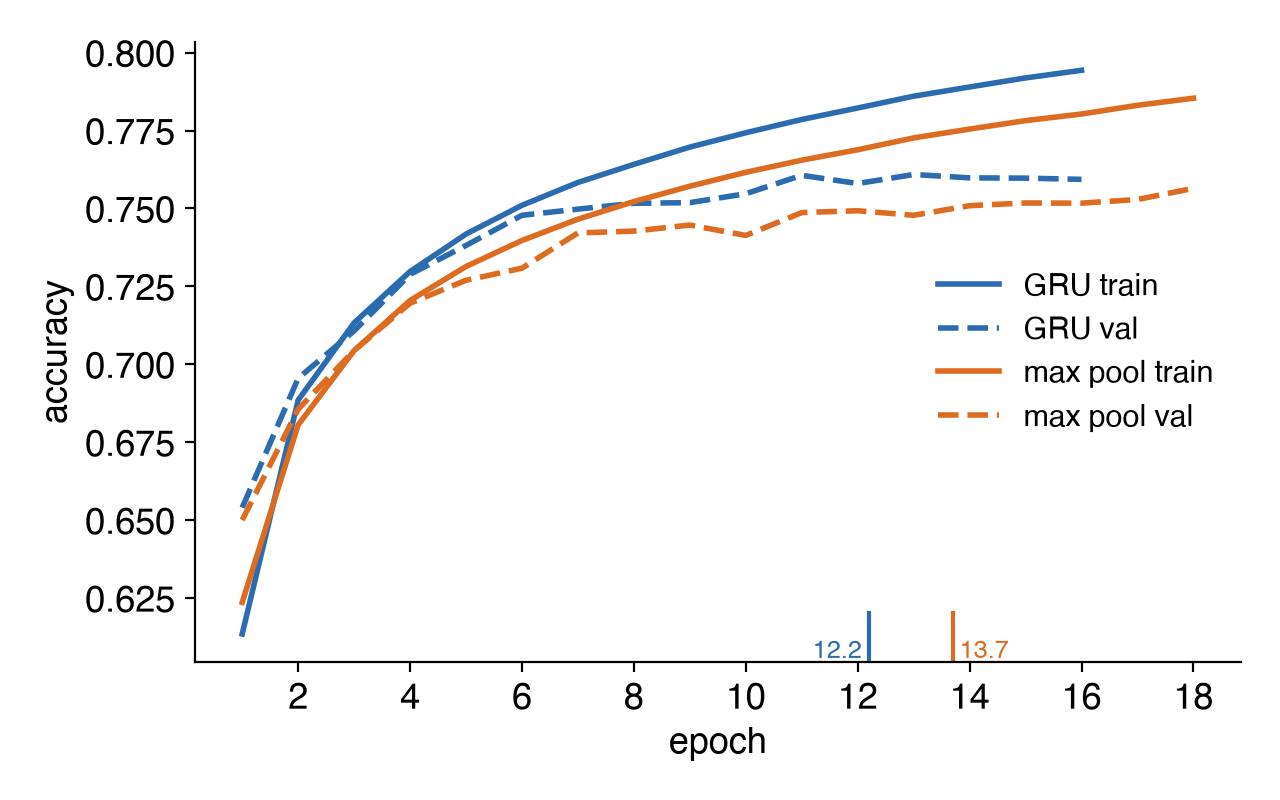 0.800
0.775
0.750
0.725
0.700
0.675
0.650
0.625
accuracy
GRU train
GRU val
max pool train
max pool val
12.2
13.7
2 4 6 8 10 12 14 16 18
epoch